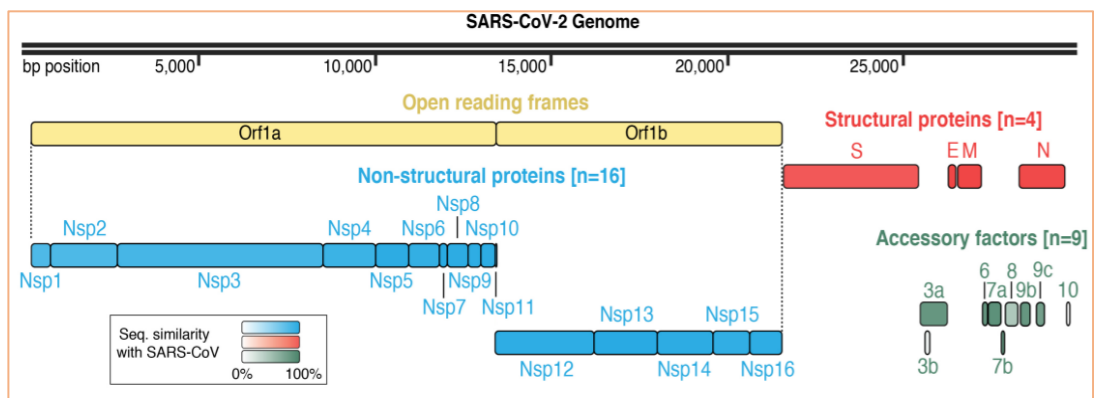 SARS-CoV-2 Genome
bp position 5,000 10,000 15,000 20,000 25,000
Open reading frames
Orf1a Orf1b
Structural proteins [n=4]
S E M N
Non-structural proteins [n=16]
Nsp8
Nsp2 Nsp4 Nsp6 Nsp10
Nsp1 Nsp3 Nsp5 Nsp9
Nsp7 Nsp11
Accessory factors [n=9]
6 8 9c
3a 7a 9b 10
3b 7b
Nsp13 Nsp15
Nsp12 Nsp14 Nsp16
Seq. similarity
with SARS-CoV
0% 100%